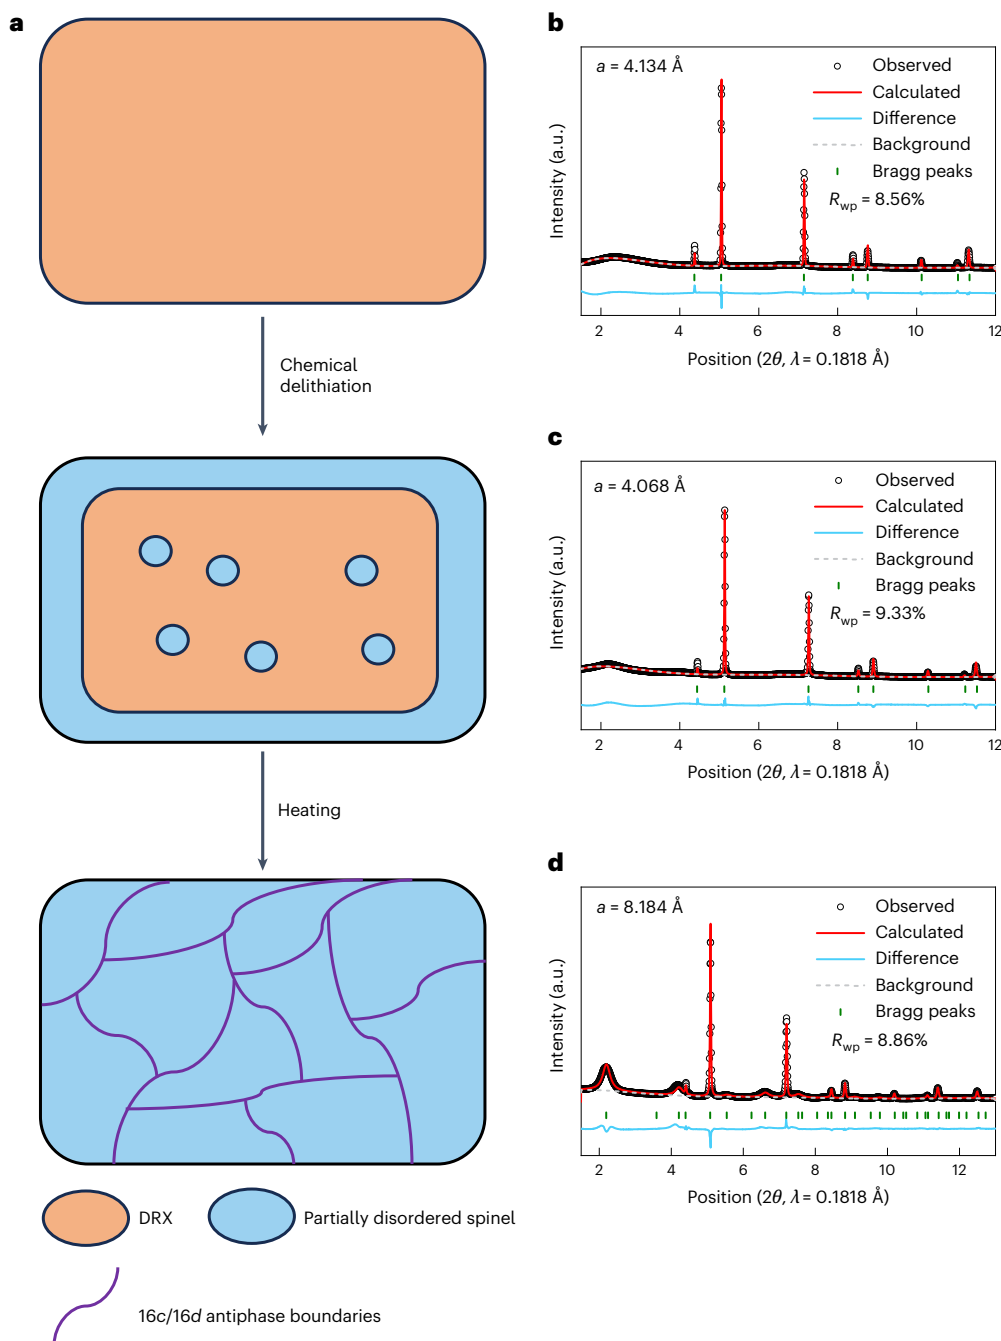 a
Chemical
delithiation
Heating
DRX
Partially disordered spinel
16c/16d antiphase boundaries
b
a = 4.134 Å
Observed
Calculated
Difference
Background
Bragg peaks
Rwp = 8.56%
Intensity (a.u.)
2 4 6 8 10 12
Position (2θ, λ = 0.1818 Å)
c
a = 4.068 Å
Observed
Calculated
Difference
Background
Bragg peaks
Rwp = 9.33%
Intensity (a.u.)
2 4 6 8 10 12
Position (2θ, λ = 0.1818 Å)
d
a = 8.184 Å
Observed
Calculated
Difference
Background
Bragg peaks
Rwp = 8.86%
Intensity (a.u.)
2 4 6 8 10 12
Position (2θ, λ = 0.1818 Å)